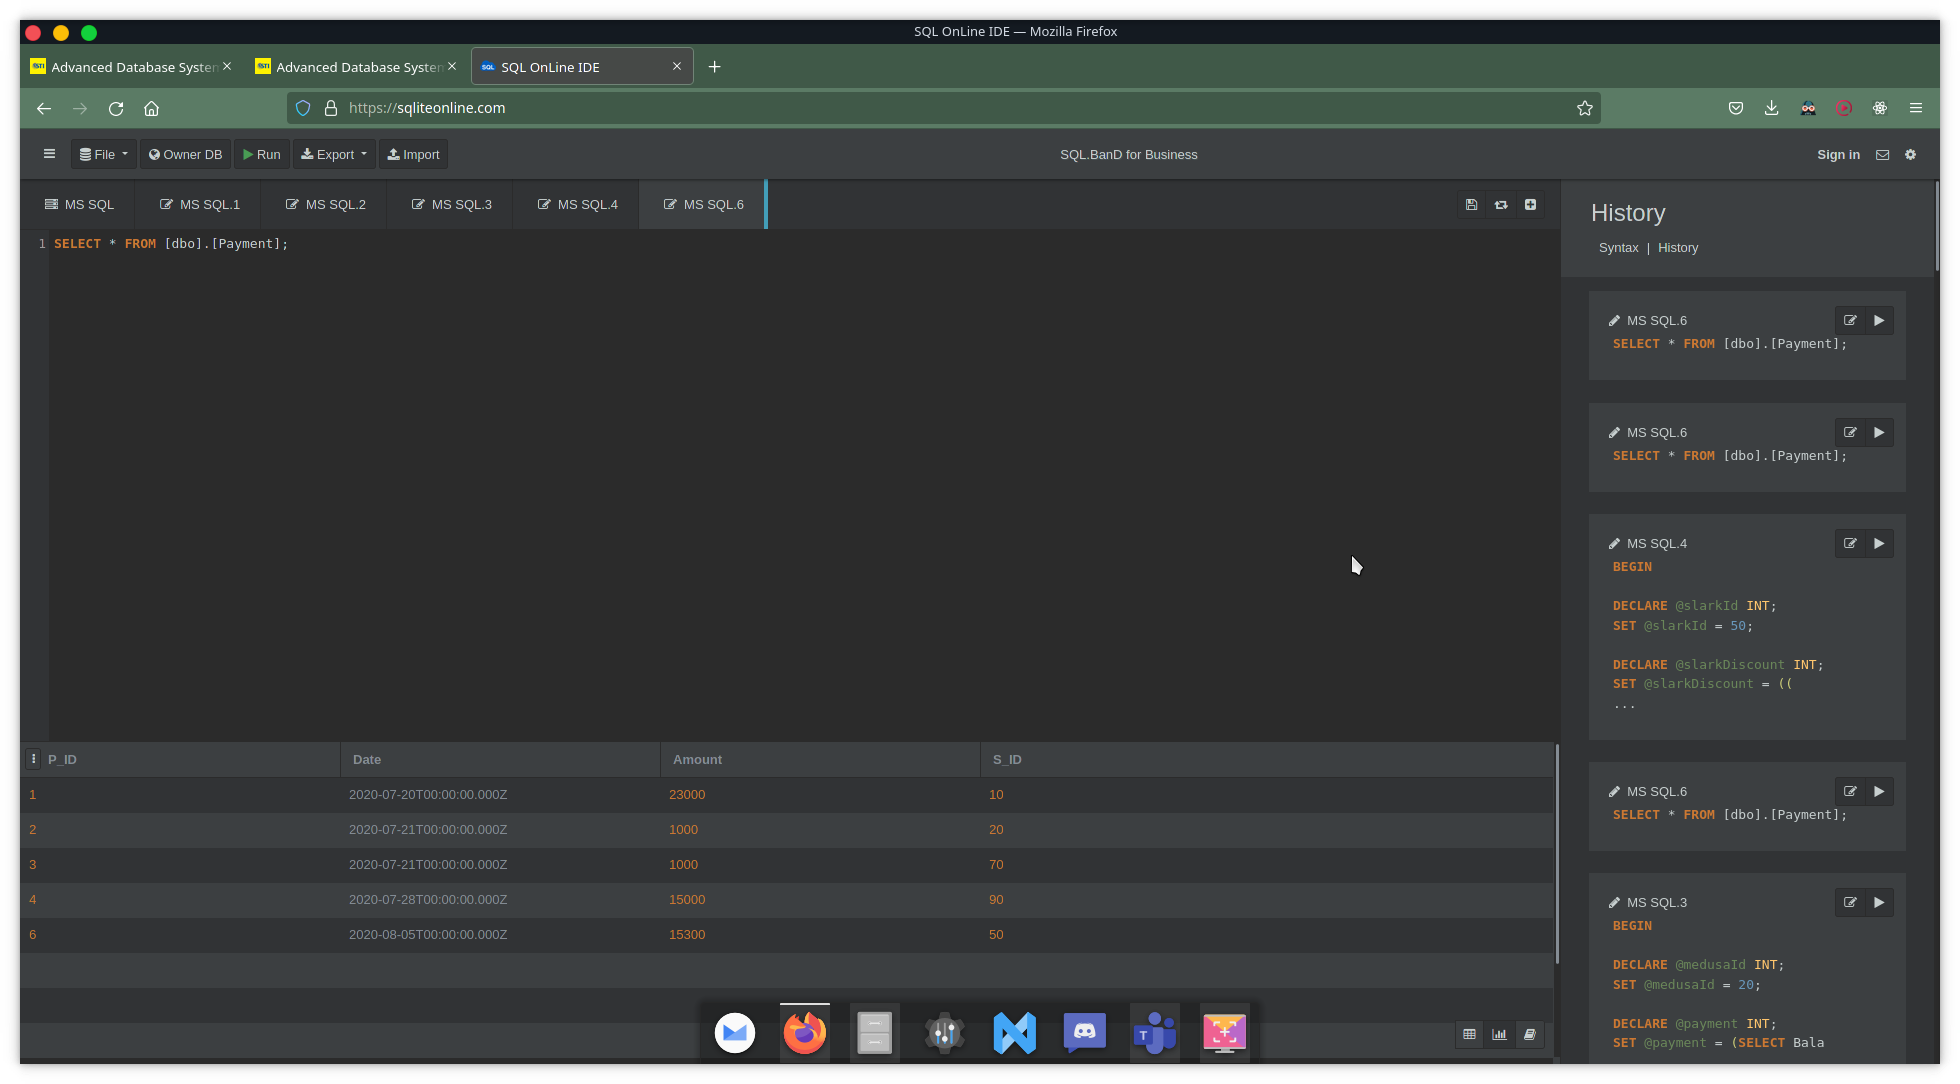 SQL OnLine IDE — Mozilla Firefox
Advanced Database System
Advanced Database System
SQL OnLine IDE
https://sqliteonline.com
File
Owner DB
Run
Export
Import
SQL.BanD for Business
Sign in
MS SQL
MS SQL.1
MS SQL.2
MS SQL.3
MS SQL.4
MS SQL.6
1 SELECT * FROM [dbo].[Payment];
P_ID Date Amount S_ID
1 2020-07-20T00:00:00.000Z 23000 10
2 2020-07-21T00:00:00.000Z 1000 20
3 2020-07-21T00:00:00.000Z 1000 70
4 2020-07-28T00:00:00.000Z 15000 90
6 2020-08-05T00:00:00.000Z 15300 50
History
Syntax | History
MS SQL.6
SELECT * FROM [dbo].[Payment];
MS SQL.6
SELECT * FROM [dbo].[Payment];
MS SQL.4
BEGIN
DECLARE @slarkId INT;
SET @slarkId = 50;
DECLARE @slarkDiscount INT;
SET @slarkDiscount = ((
...
MS SQL.6
SELECT * FROM [dbo].[Payment];
MS SQL.3
BEGIN
DECLARE @medusaId INT;
SET @medusaId = 20;
DECLARE @payment INT;
SET @payment = (SELECT Bala